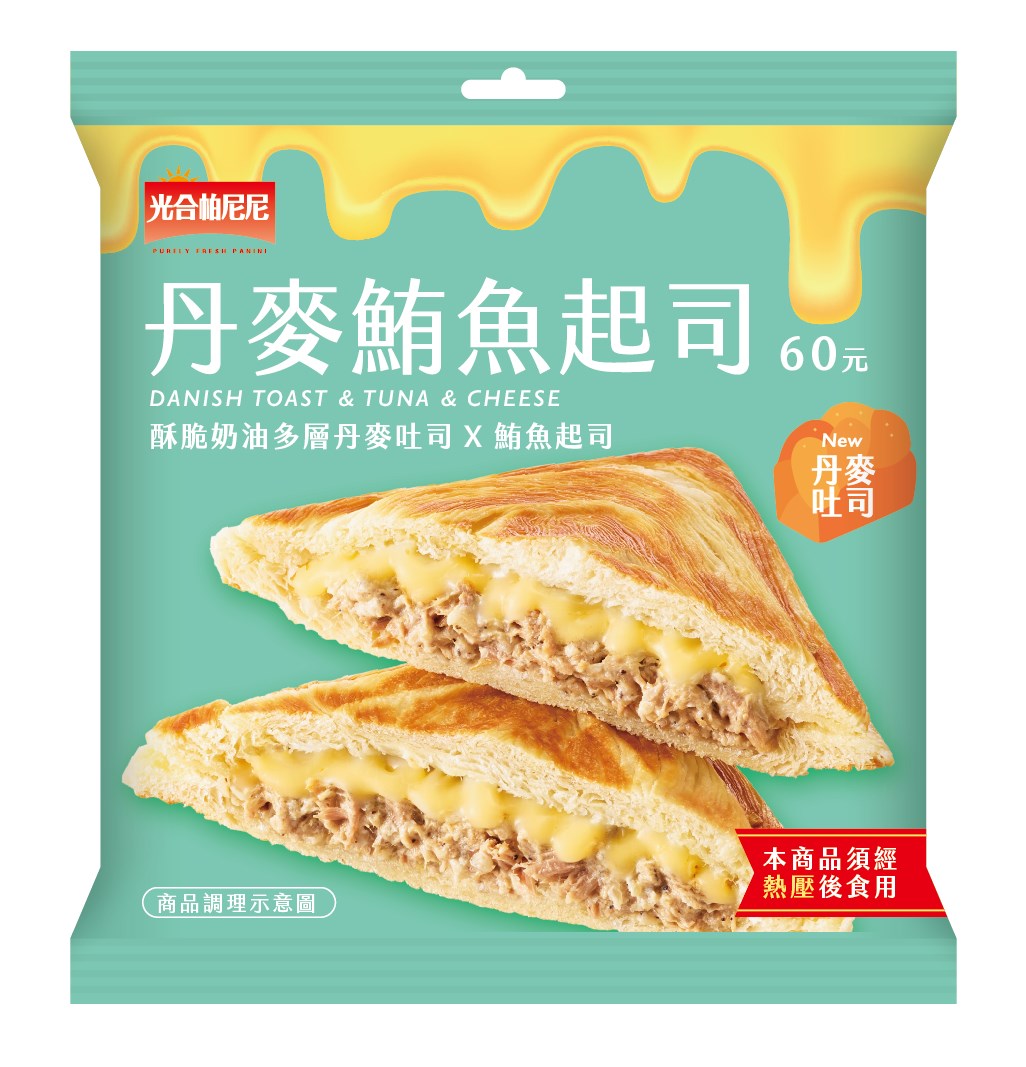 光合帕尼尼
PURELY FRESH PANINI
丹麥鮪魚起司 60元
DANISH TOAST & TUNA & CHEESE
酥脆奶油多層丹麥吐司 X 鮪魚起司
New
丹麥
吐司
本商品須經
熱壓後食用
商品調理示意圖